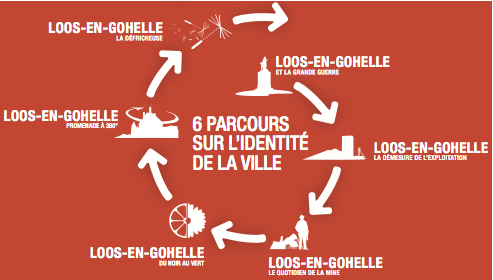 LOOS-EN-GOHELLE
LA DÉFRICHEUSE
LOOS-EN-GOHELLE
ET LA GRANDE GUERRE
LOOS-EN-GOHELLE
PROMENADE À 360°
6 PARCOURS
SUR L'IDENTITÉ
DE LA VILLE
LOOS-EN-GOHELLE
LA DÉMESURE DE L'EXPLOITATION
LOOS-EN-GOHELLE
DU NOIR AU VERT
LOOS-EN-GOHELLE
LE QUOTIDIEN DE LA MINE